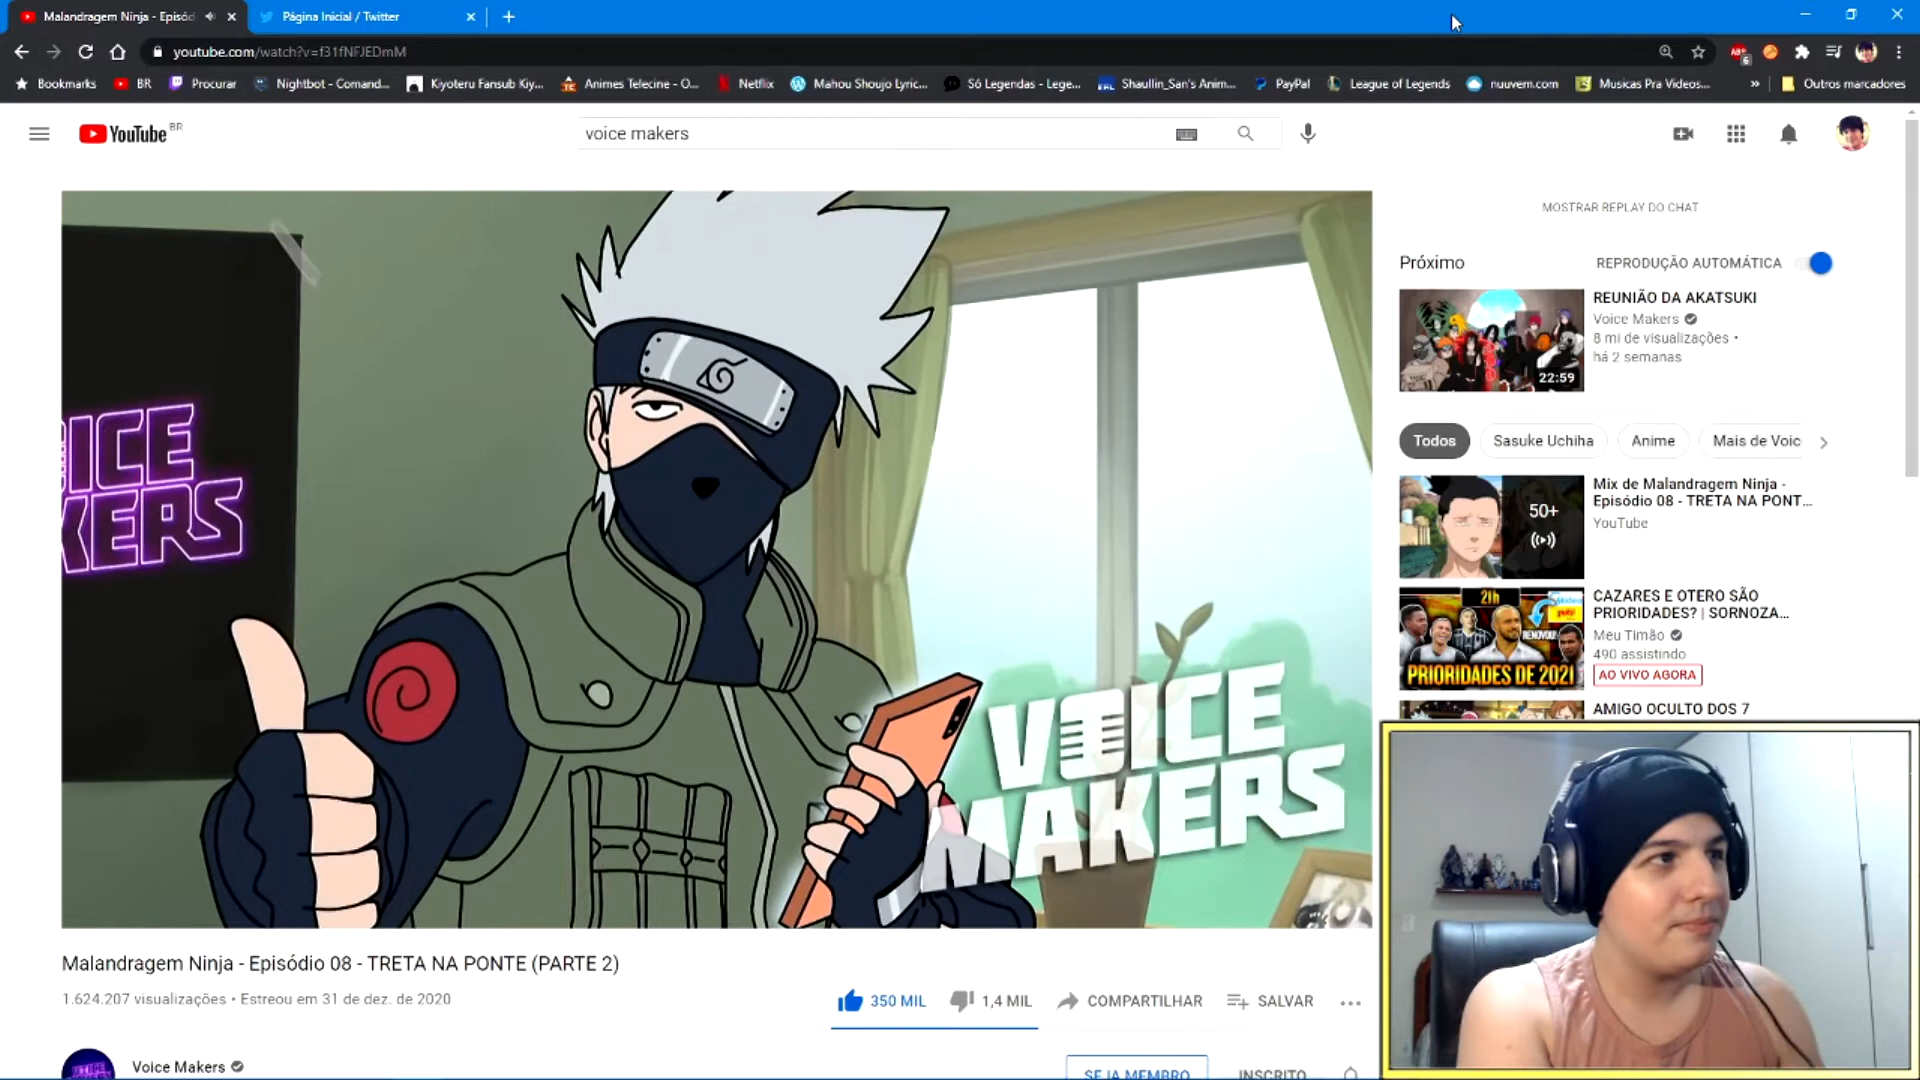 Malandragem Ninja - Episód
Página Inicial / Twitter
youtube.com/watch?v=f31fNFJEDmM
Bookmarks
BR
Procurar
Nightbot - Comand...
Kiyoteru Fansub Kiy...
Animes Telecine - O...
Netflix
Mahou Shoujo Lyric...
Só Legendas - Lege...
Shaullin_San's Anim...
PayPal
League of Legends
nuuvem.com
Musicas Pra Videos...
»
Outros marcadores
YouTube BR
voice makers
MOSTRAR REPLAY DO CHAT
Próximo
REPRODUÇÃO AUTOMÁTICA
REUNIÃO DA AKATSUKI
Voice Makers
8 mi de visualizações •
há 2 semanas
22:59
Todos
Sasuke Uchiha
Anime
Mais de Voic
Mix de Malandragem Ninja -
Episódio 08 - TRETA NA PONT...
YouTube
50+
CAZARES E OTERO SÃO
PRIORIDADES? | SORNOZA...
Meu Timão
490 assistindo
AO VIVO AGORA
21h
RENOVOU
PRIORIDADES DE 2021
AMIGO OCULTO DOS 7
OICE
KERS
VOICE
MAKERS
Malandragem Ninja - Episódio 08 - TRETA NA PONTE (PARTE 2)
1.624.207 visualizações • Estreou em 31 de dez. de 2020
350 MIL
1,4 MIL
COMPARTILHAR
SALVAR
Voice Makers
SEJA MEMBRO
INSCRITO